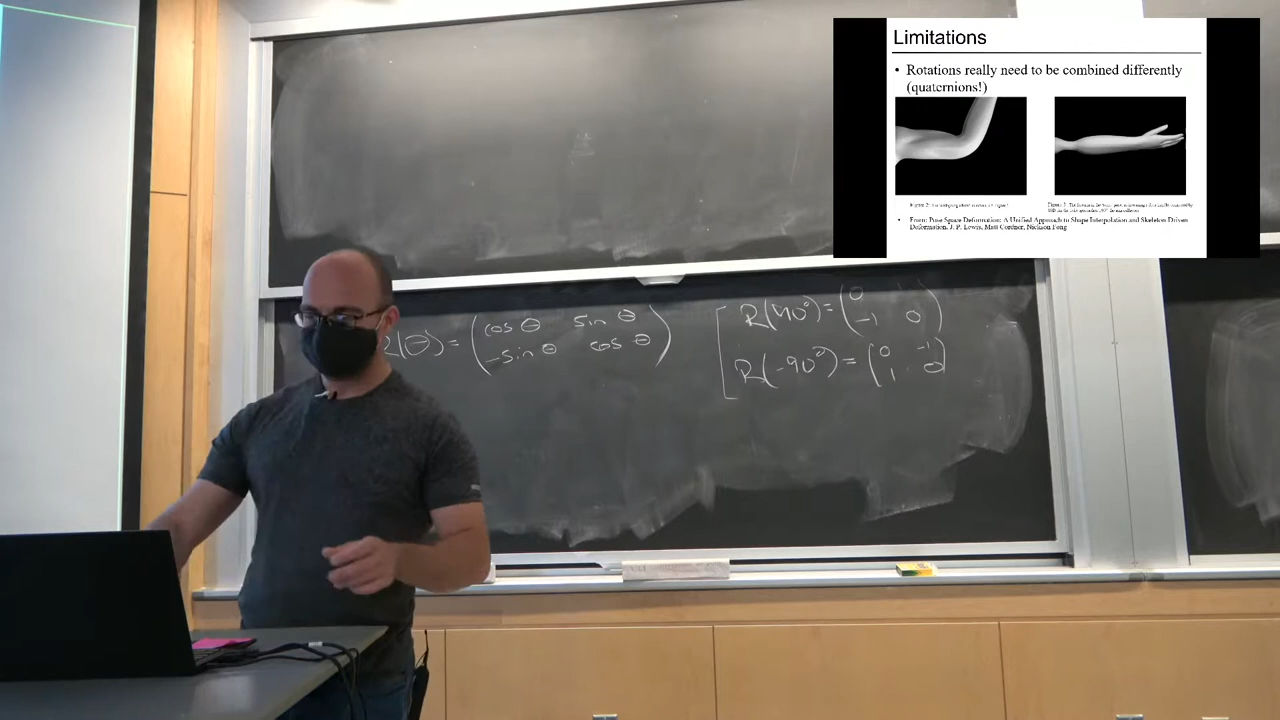 Limitations
• Rotations really need to be combined differently
(quaternions!)
• From: Pose Space Deformation: A Unified Approach to Shape Interpolation and Skeleton Driven
Deformation. J. P. Lewis, Matt Cordner, Nickson Fong
R(θ) = ( cos θ sin θ
-sin θ cos θ )
R(90°) = ( 0
-1 0 )
R(-90°) = ( 0 -1
1 0 )